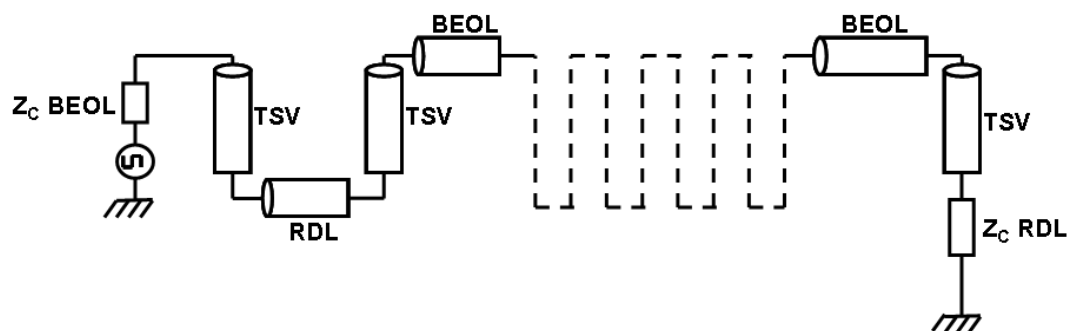 BEOL
BEOL
Z_C BEOL
TSV
TSV
TSV
RDL
Z_C RDL